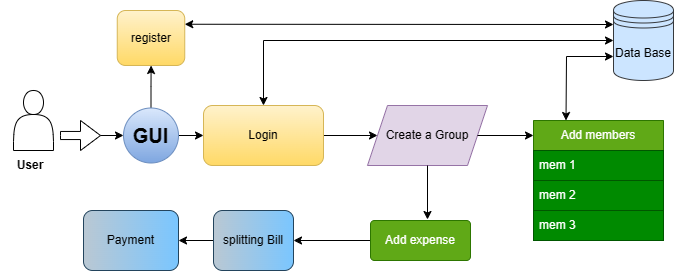 register
Data Base
User
GUI
Login
Create a Group
Add members
mem 1
mem 2
mem 3
Payment
splitting Bill
Add expense